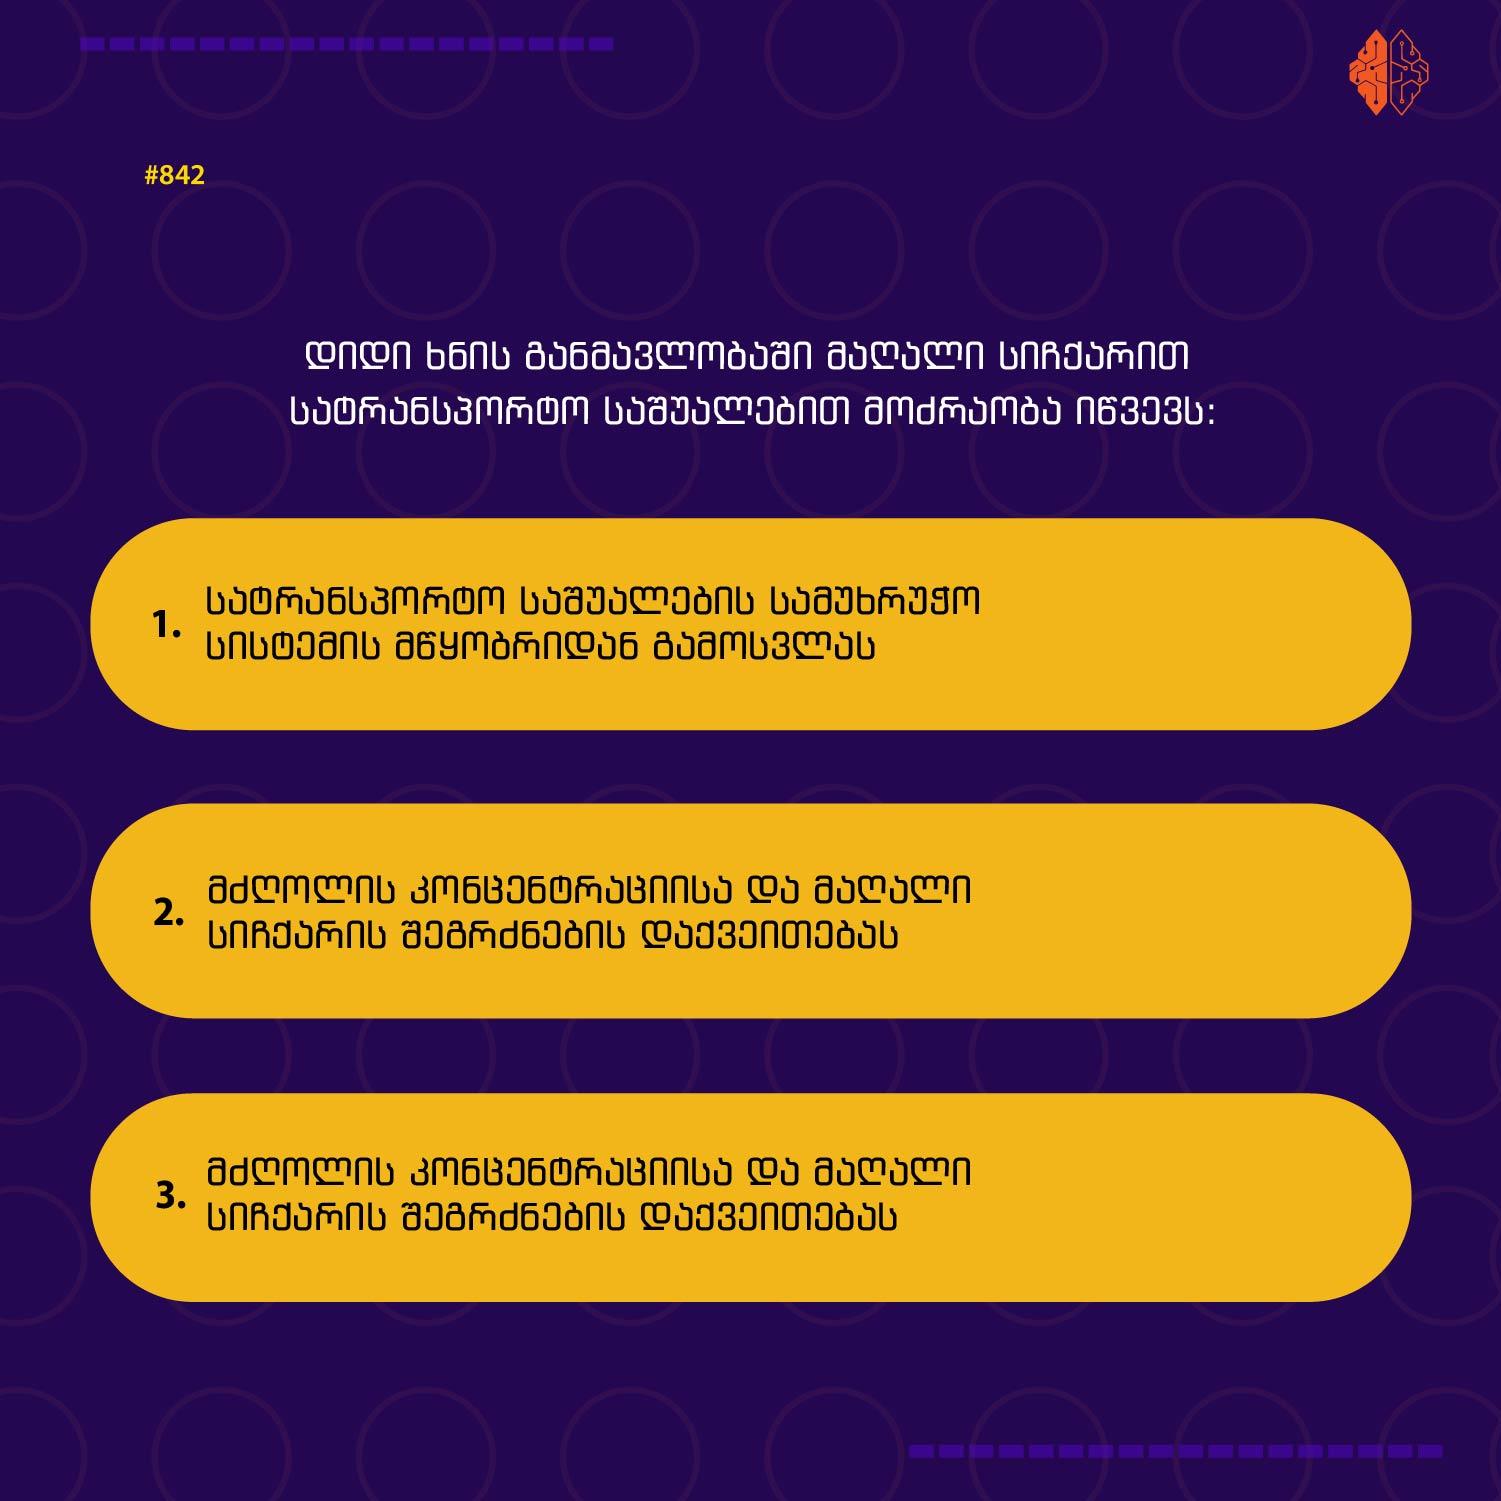 #842
დიდი ხნის განმავლობაში მაღალი სიჩქარით
სატრანსპორტო საშუალებით მოძრაობა იწვევს:
1. სატრანსპორტო საშუალების სამუხრუჭო
სისტემის მწყობრიდან გამოსვლას
2. მძღოლის კონცენტრაციისა და მაღალი
სიჩქარის შეგრძნების დაქვეითებას
3. მძღოლის კონცენტრაციისა და მაღალი
სიჩქარის შეგრძნების დაქვეითებას